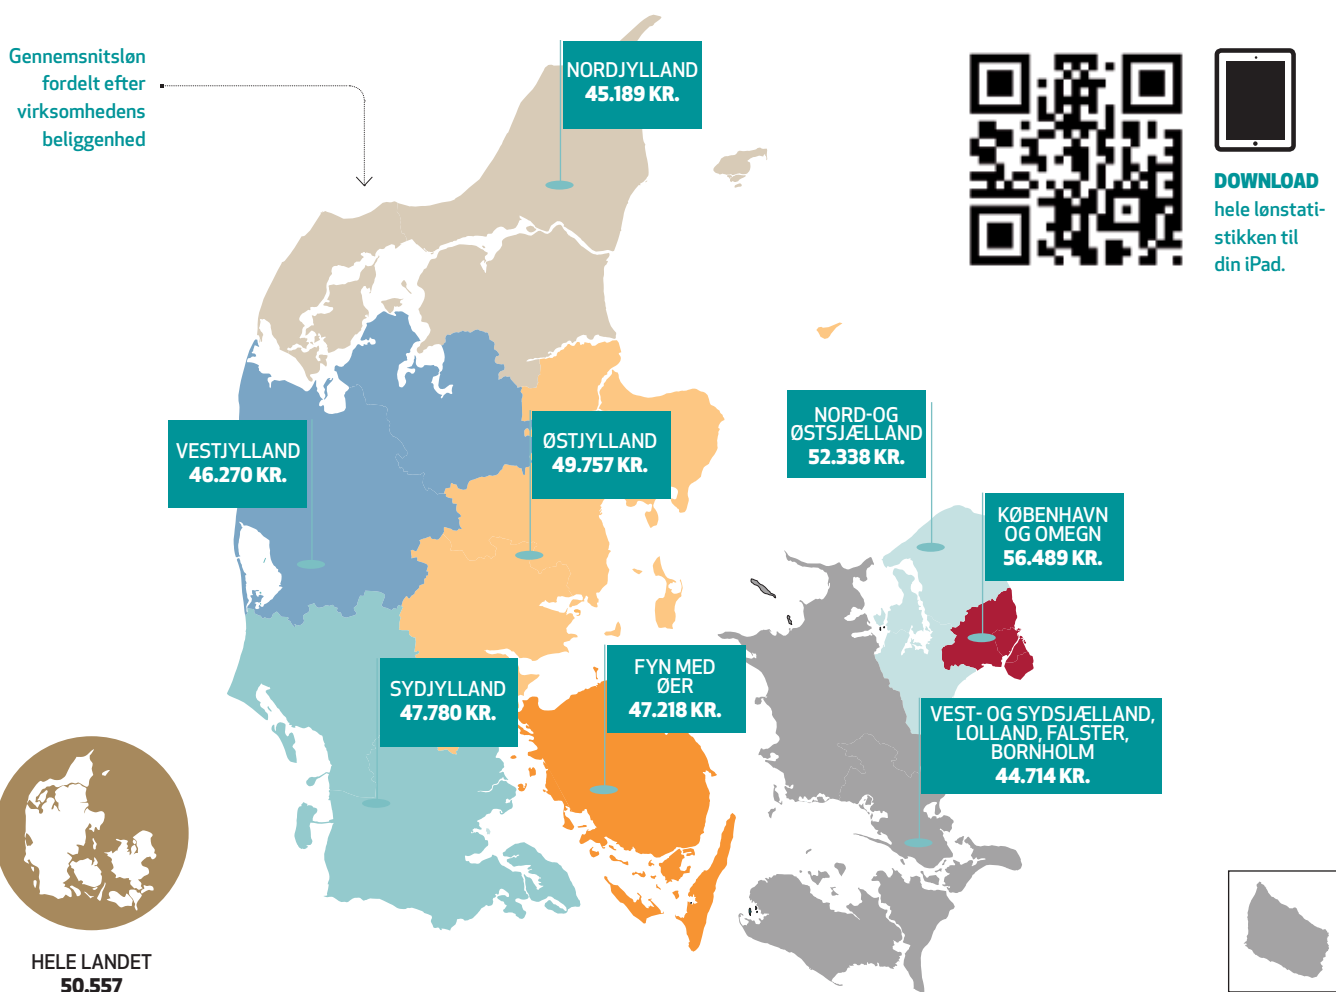 Gennemsnitsløn
fordelt efter
virksomhedens
beliggenhed
NORDJYLLAND
45.189 KR.
DOWNLOAD
hele lønstati-
stikken til
din iPad.
VESTJYLLAND
46.270 KR.
ØSTJYLLAND
49.757 KR.
NORD-OG
ØSTSJÆLLAND
52.338 KR.
KØBENHAVN
OG OMEGN
56.489 KR.
SYDJYLLAND
47.780 KR.
FYN MED
ØER
47.218 KR.
VEST- OG SYDSJÆLLAND,
LOLLAND, FALSTER,
BORNHOLM
44.714 KR.
HELE LANDET
50.557